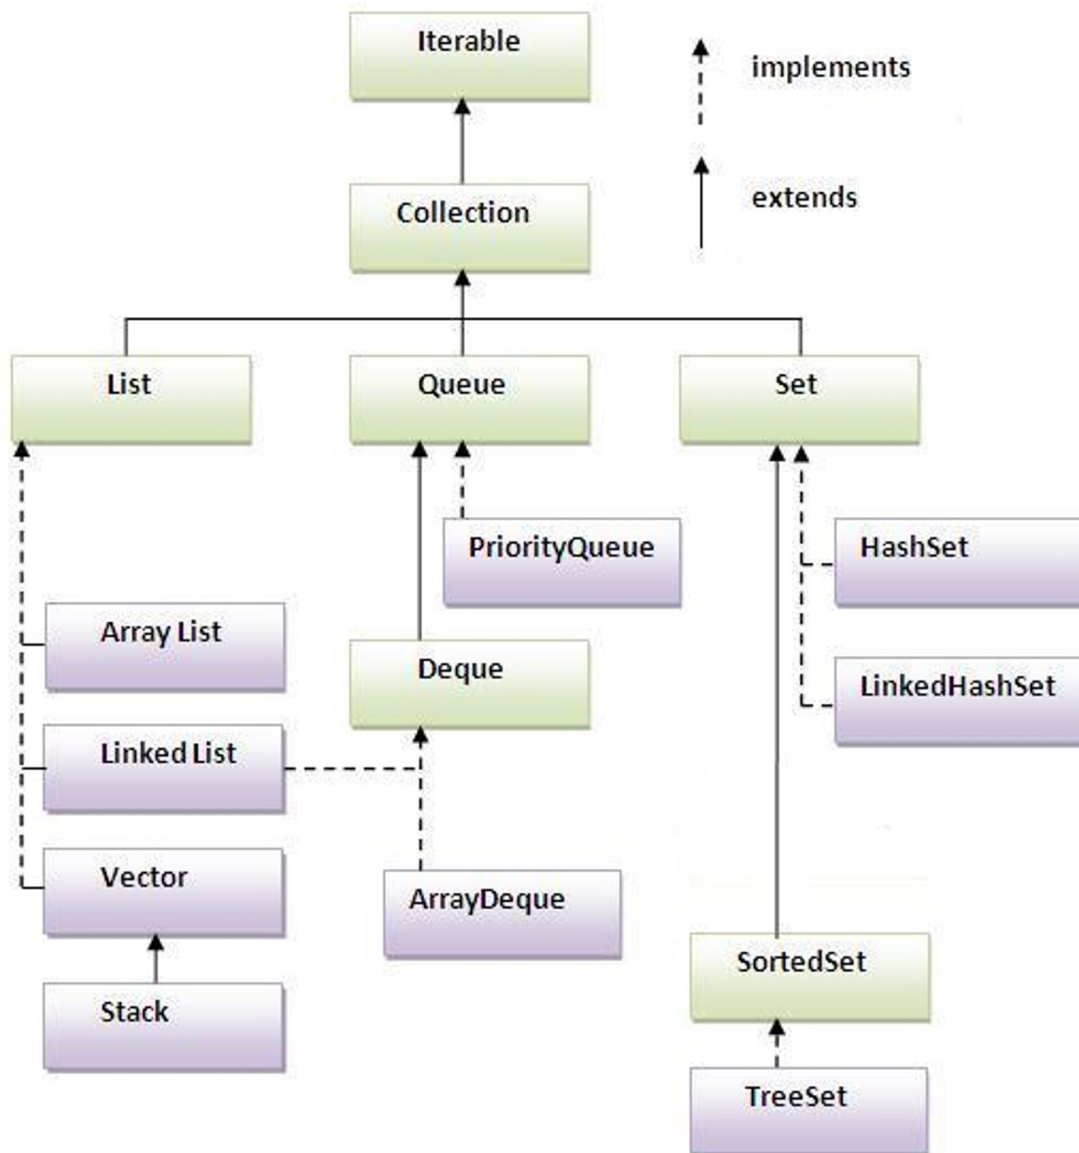 Iterable
implements
extends
Collection
List
Queue
Set
PriorityQueue
HashSet
Array List
Deque
LinkedHashSet
Linked List
Vector
ArrayDeque
SortedSet
Stack
TreeSet